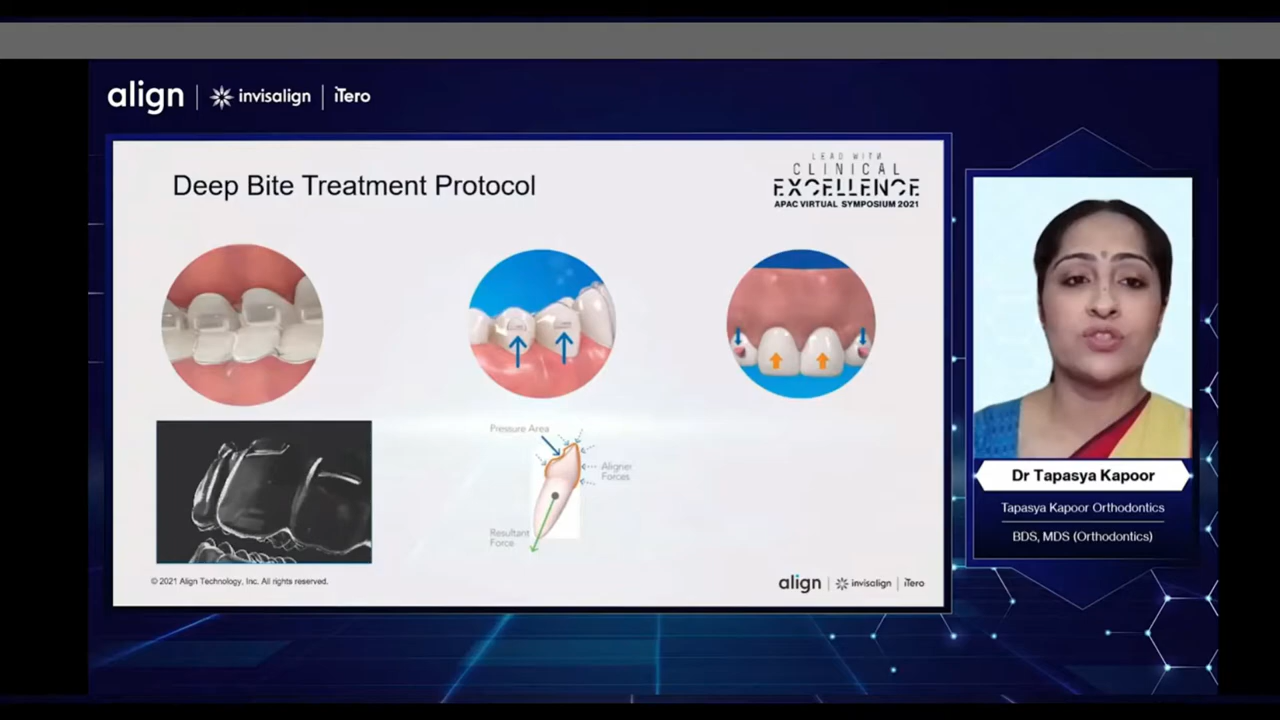 align | invisalign | iTero
Deep Bite Treatment Protocol
LEAD WITH
CLINICAL
EXCELLENCE
APAC VIRTUAL SYMPOSIUM 2021
Pressure Area
Aligner
Forces
Resultant
Force
© 2021 Align Technology, Inc. All rights reserved.
align | invisalign | iTero
Dr Tapasya Kapoor
Tapasya Kapoor Orthodontics
BDS, MDS (Orthodontics)